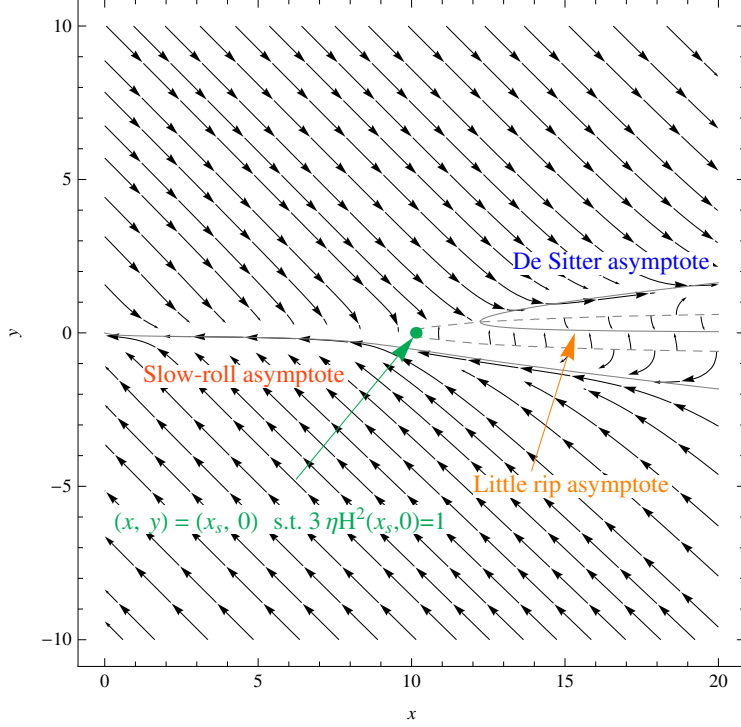 10
5
y
0
−5
−10
De Sitter asymptote
Slow-roll asymptote
Little rip asymptote
(x, y) = (xₛ, 0) s.t. 3 ηH²(xₛ,0)=1
0 5 10 15 20
x